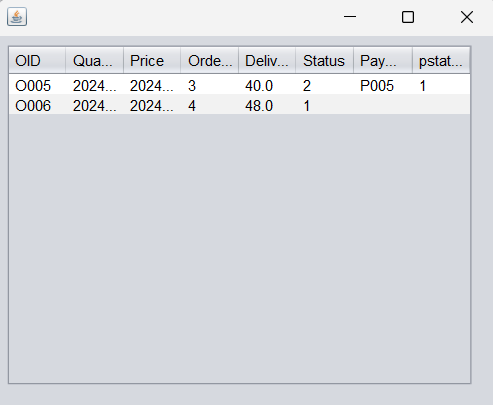 OID Qua... Price Orde... Deliv... Status Pay... pstat...
O005 2024... 2024... 3 40.0 2 P005 1
O006 2024... 2024... 4 48.0 1